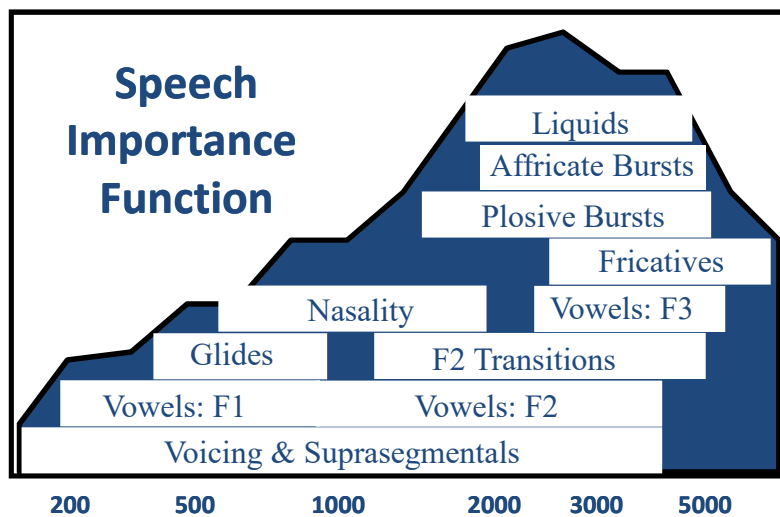 Speech
Importance
Function
Liquids
Affricate Bursts
Plosive Bursts
Fricatives
Nasality
Vowels: F3
Glides
F2 Transitions
Vowels: F1
Vowels: F2
Voicing & Suprasegmentals
200
500
1000
2000
3000
5000